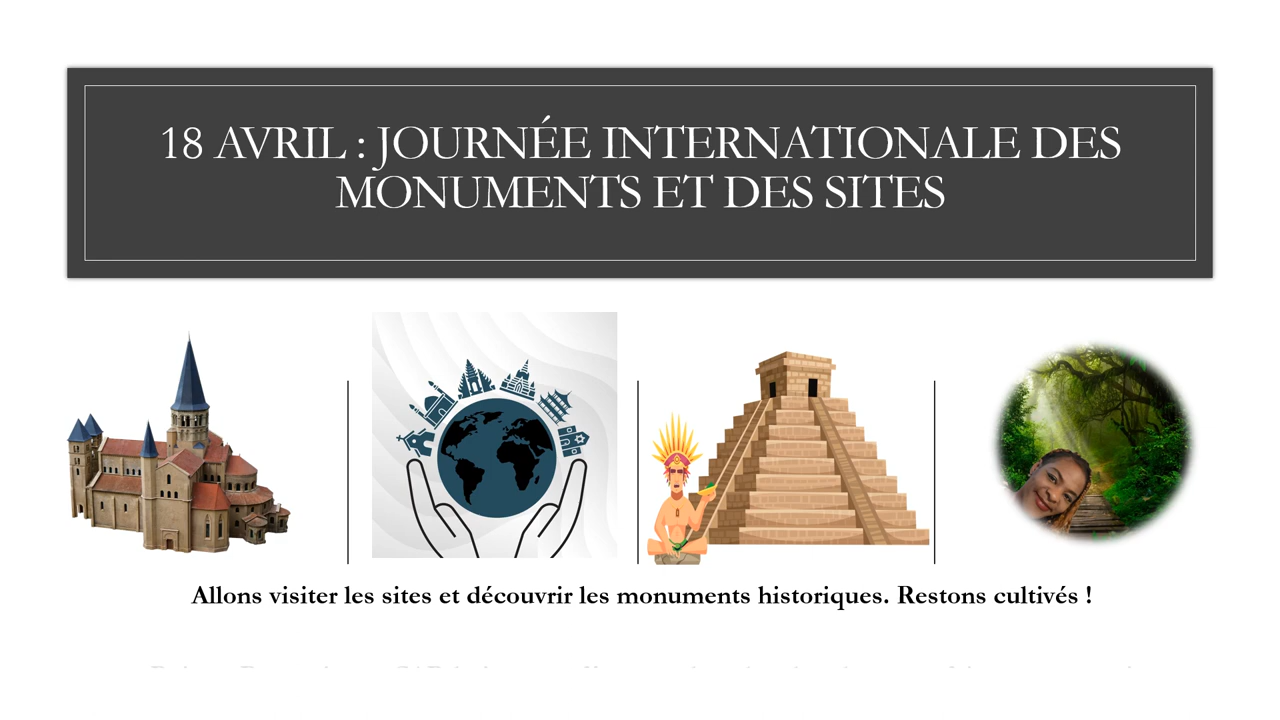 18 AVRIL : JOURNÉE INTERNATIONALE DES
MONUMENTS ET DES SITES
Allons visiter les sites et découvrir les monuments historiques. Restons cultivés !